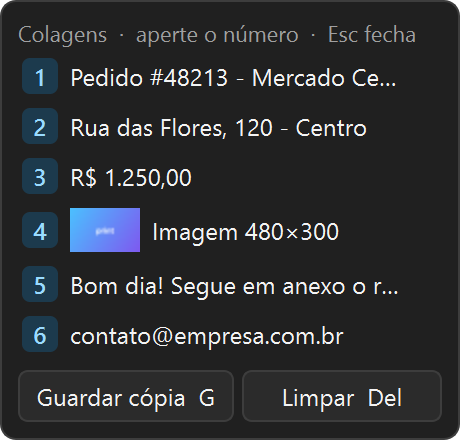 Colagens · aperte o número · Esc fecha
1 Pedido #48213 - Mercado Ce...
2 Rua das Flores, 120 - Centro
3 R$ 1.250,00
4 print Imagem 480×300
5 Bom dia! Segue em anexo o r...
6 contato@empresa.com.br
Guardar cópia G Limpar Del